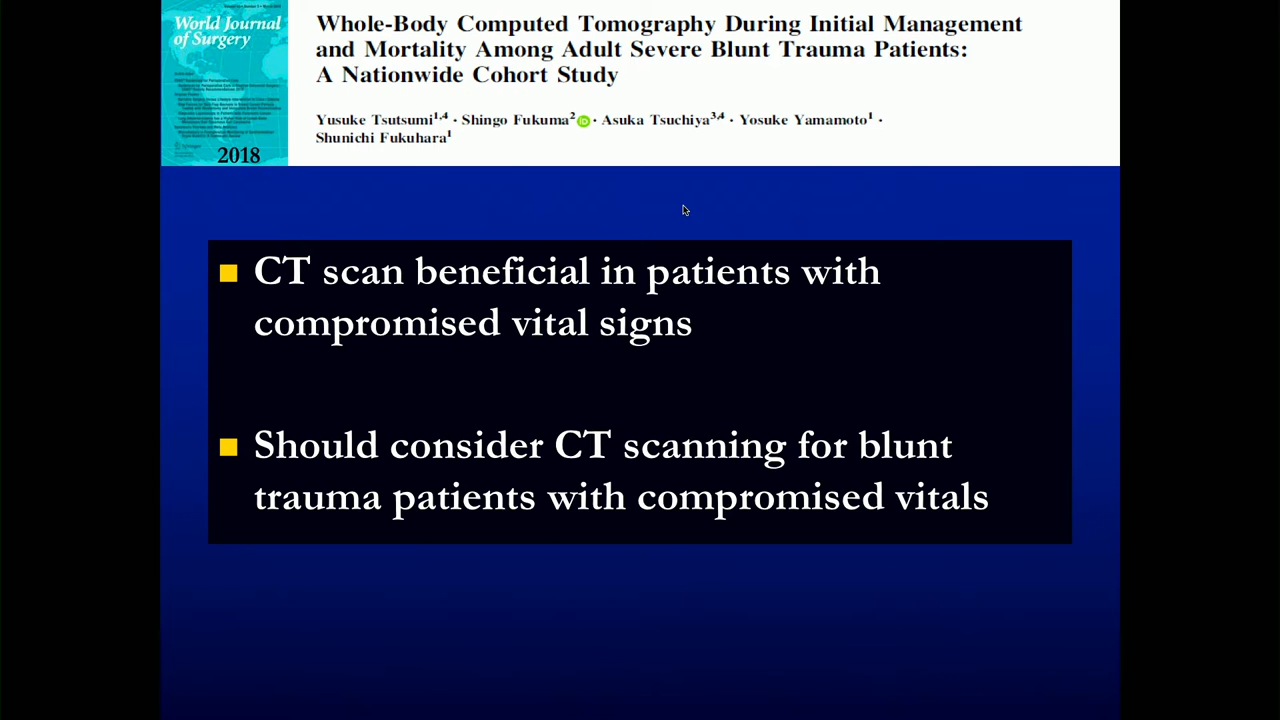 World Journal
of Surgery
2018
Whole-Body Computed Tomography During Initial Management
and Mortality Among Adult Severe Blunt Trauma Patients:
A Nationwide Cohort Study
Yusuke Tsutsumi1,4 · Shingo Fukuma2 iD · Asuka Tsuchiya3,4 · Yosuke Yamamoto1 ·
Shunichi Fukuhara1
■ CT scan beneficial in patients with
compromised vital signs
■ Should consider CT scanning for blunt
trauma patients with compromised vitals